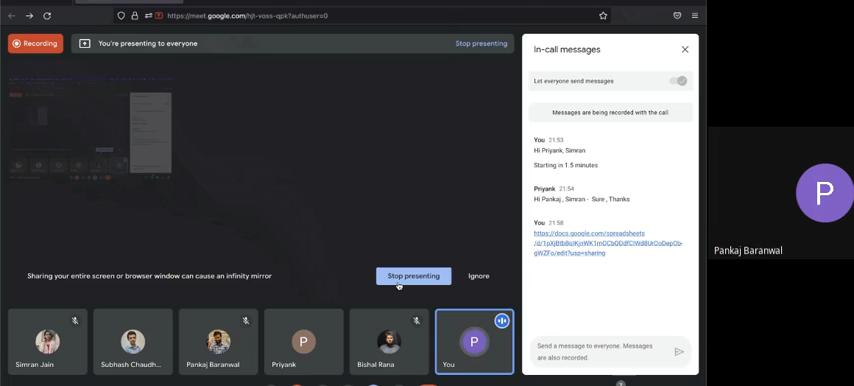 https://meet.google.com/hjt-voss-qpk?authuser=0
Recording
You're presenting to everyone
Stop presenting
Sharing your entire screen or browser window can cause an infinity mirror
Stop presenting
Ignore
Simran Jain
Subhash Chaudh...
Pankaj Baranwal
P
Priyank
Bishal Rana
P
You
In-call messages
Let everyone send messages
Messages are being recorded with the call
You 21:53
Hi Priyank, Simran
Starting in 1.5 minutes
Priyank 21:54
Hi Pankaj , Simran - Sure , Thanks
You 21:58
https://docs.google.com/spreadsheets
Send a message to everyone. Messages
are also recorded.
P
Pankaj Baranwal